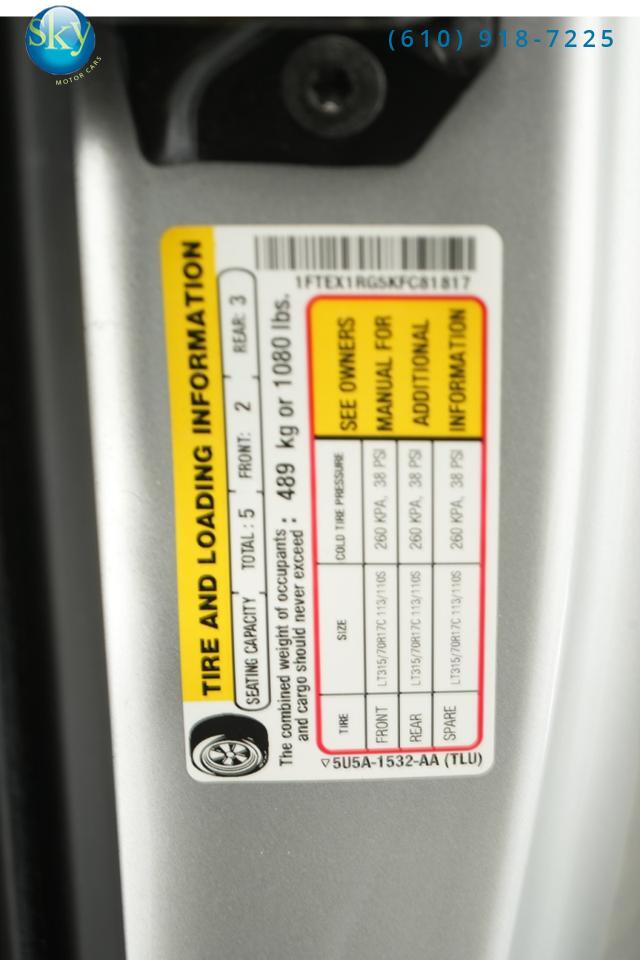 Sky
MOTOR CARS
(610) 918-7225
TIRE AND LOADING INFORMATION
SEATING CAPACITY TOTAL : 5 FRONT: 2 REAR: 3
The combined weight of occupants
and cargo should never exceed : 489 kg or 1080 lbs.
TIRE SIZE COLD TIRE PRESSURE
FRONT LT315/70R17C 113/110S 260 KPA, 38 PSI
REAR LT315/70R17C 113/110S 260 KPA, 38 PSI
SPARE LT315/70R17C 113/110S 260 KPA, 38 PSI
SEE OWNERS
MANUAL FOR
ADDITIONAL
INFORMATION
1FTEX1RG5KFC81817
▽5U5A-1532-AA (TLU)